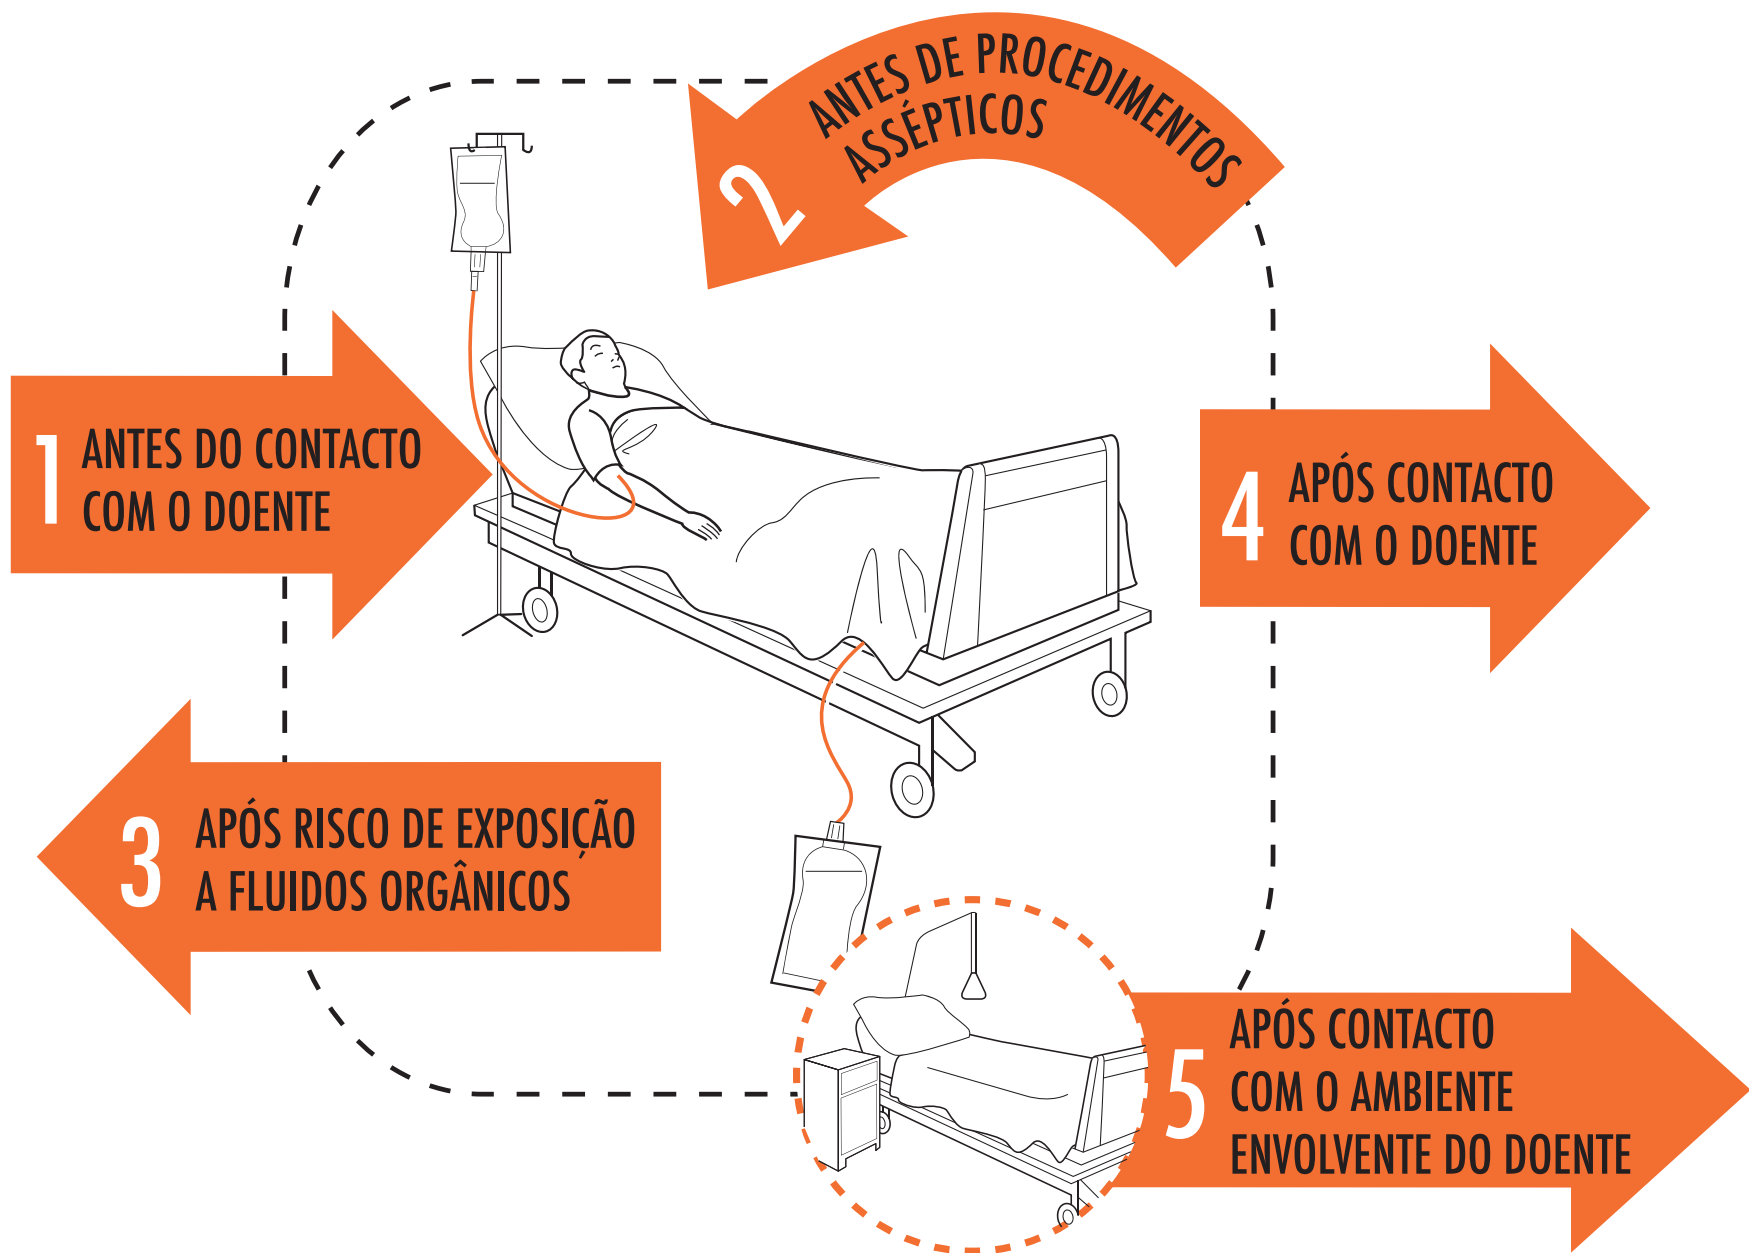 1
ANTES DO CONTACTO
COM O DOENTE
2
ANTES DE PROCEDIMENTOS
ASSÉPTICOS
3
APÓS RISCO DE EXPOSIÇÃO
A FLUIDOS ORGÂNICOS
4
APÓS CONTACTO
COM O DOENTE
5
APÓS CONTACTO
COM O AMBIENTE
ENVOLVENTE DO DOENTE